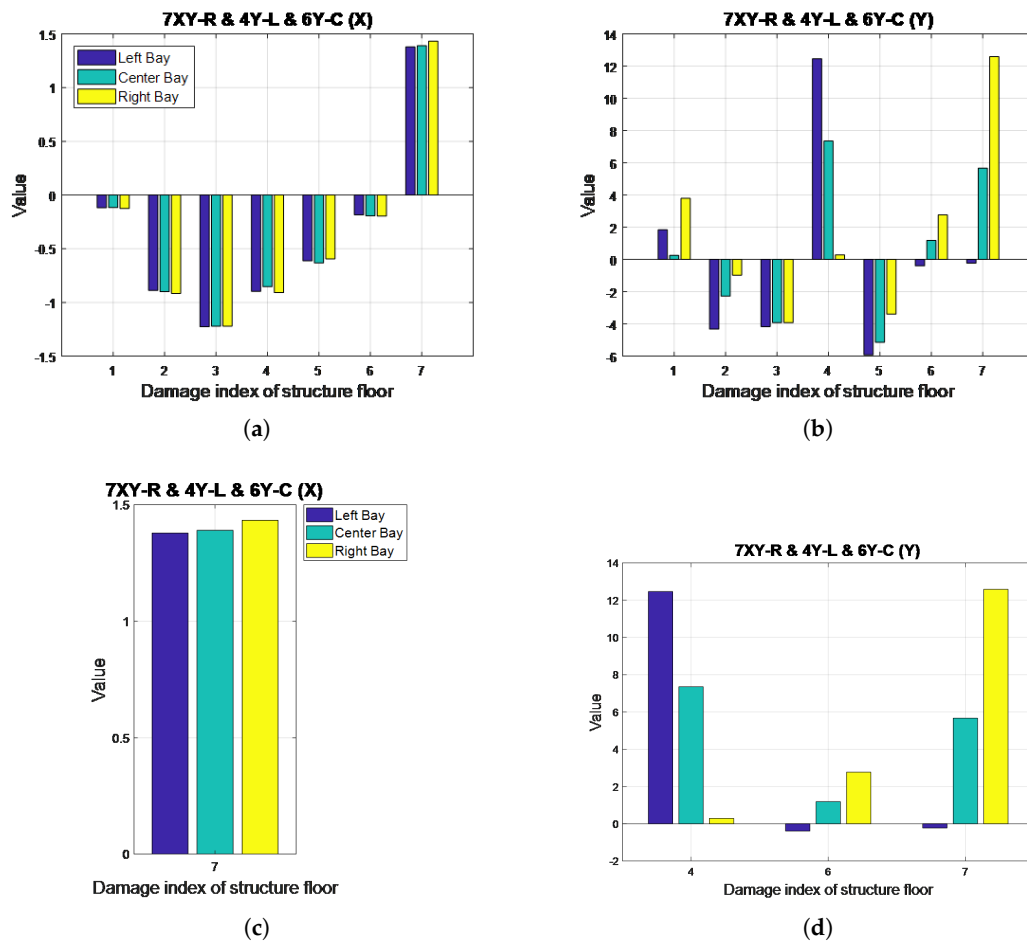 7XY-R & 4Y-L & 6Y-C (X)
Left Bay
Center Bay
Right Bay
1.5
1
0.5
0
-0.5
-1
-1.5
Value
1 2 3 4 5 6 7
Damage index of structure floor
(a)
7XY-R & 4Y-L & 6Y-C (Y)
14
12
10
8
6
4
2
0
-2
-4
-6
Value
1 2 3 4 5 6 7
Damage index of structure floor
(b)
7XY-R & 4Y-L & 6Y-C (X)
Left Bay
Center Bay
Right Bay
1.5
1
0.5
0
Value
7
Damage index of structure floor
(c)
7XY-R & 4Y-L & 6Y-C (Y)
14
12
10
8
6
4
2
0
-2
Value
4 6 7
Damage index of structure floor
(d)